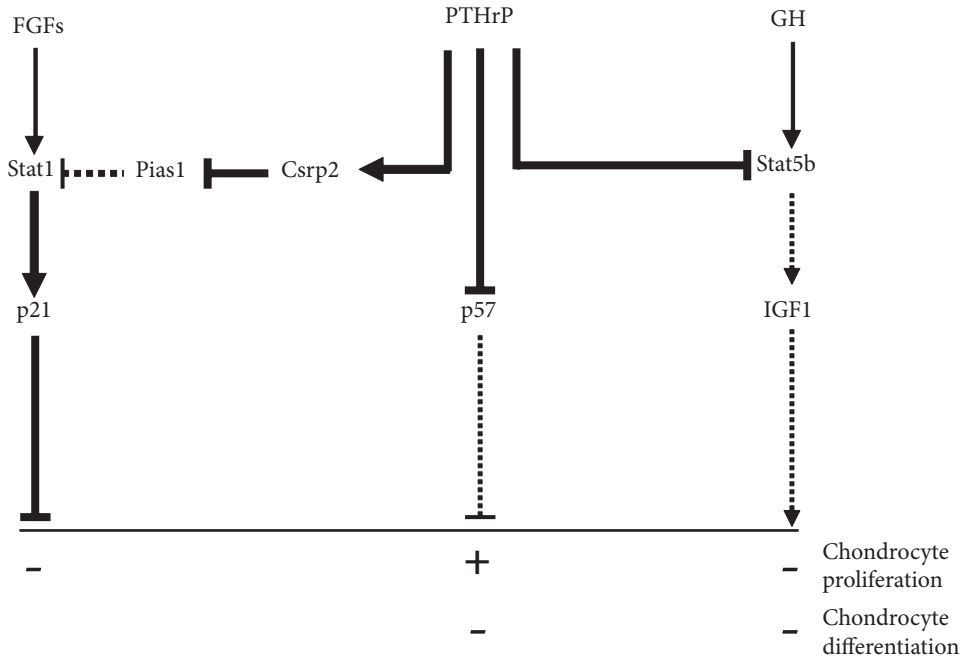 FGFs
PTHrP
GH
Stat1
Pias1
Csrp2
Stat5b
p21
p57
IGF1
– + – Chondrocyte
proliferation
– – Chondrocyte
differentiation